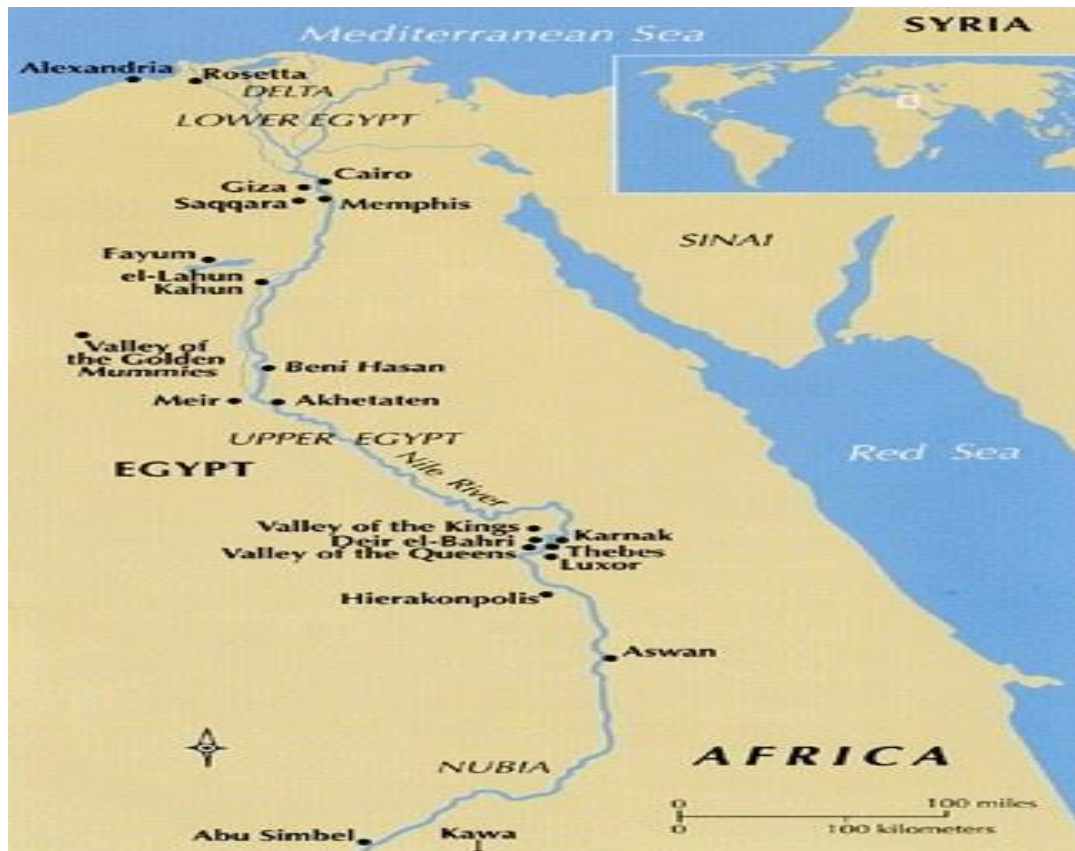 Mediterranean Sea
SYRIA
Alexandria
Rosetta
DELTA
LOWER EGYPT
Cairo
Giza
Saqqara
Memphis
SINAI
Fayum
el-Lahun
Kahun
Valley of
the Golden
Mummies
Beni Hasan
Meir
Akhetaten
UPPER EGYPT
EGYPT
Nile River
Red Sea
Valley of the Kings
Karnak
Deir el-Bahri
Thebes
Valley of the Queens
Luxor
Hierakonpolis
Aswan
NUBIA
AFRICA
0 100 miles
0 100 kilometers
Abu Simbel
Kawa